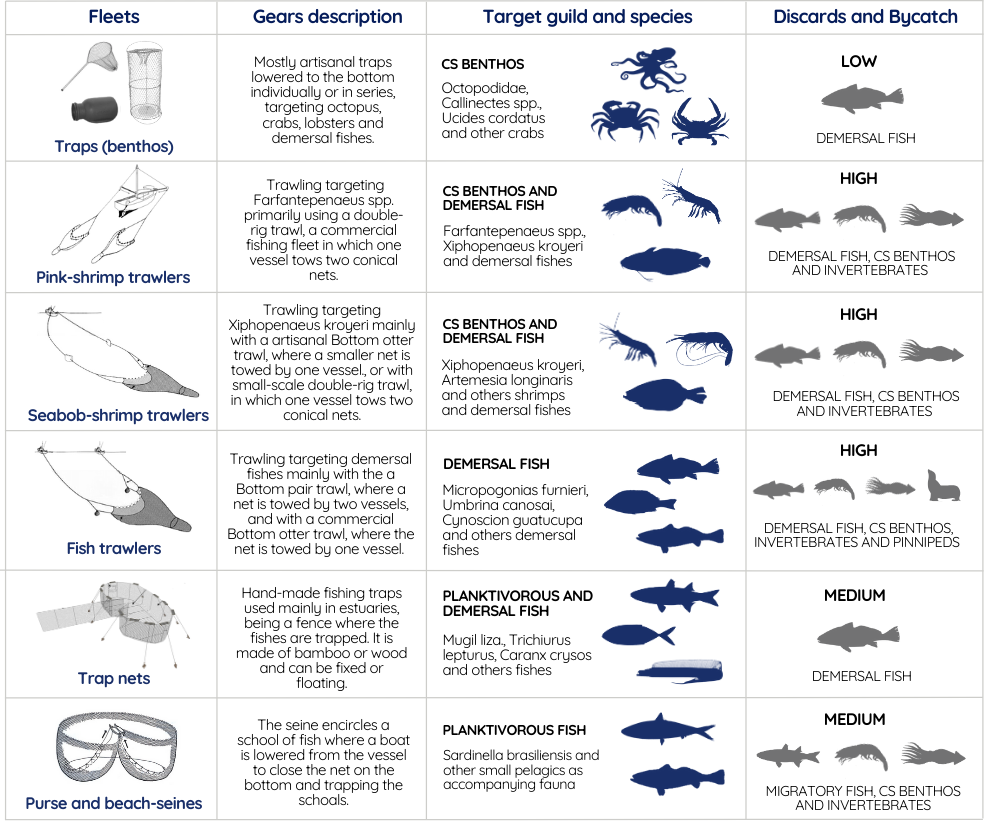 Fleets
Gears description
Target guild and species
Discards and Bycatch
Traps (benthos)
Mostly artisanal traps
lowered to the bottom
individually or in series,
targeting octopus,
crabs, lobsters and
demersal fishes.
CS BENTHOS
Octopodidae,
Callinectes spp.,
Ucides cordatus
and other crabs
LOW
DEMERSAL FISH
Pink-shrimp trawlers
Trawling targeting
Farfantepenaeus spp.
primarily using a double-
rig trawl, a commercial
fishing fleet in which one
vessel tows two conical
nets.
CS BENTHOS AND
DEMERSAL FISH
Farfantepenaeus spp.,
Xiphopenaeus kroyeri
and demersal fishes
HIGH
DEMERSAL FISH, CS BENTHOS
AND INVERTEBRATES
Seabob-shrimp trawlers
Trawling targeting
Xiphopenaeus kroyeri mainly
with a artisanal Bottom otter
trawl, where a smaller net is
towed by one vessel, or with
small-scale double-rig trawl,
in which one vessel tows two
conical nets.
CS BENTHOS AND
DEMERSAL FISH
Xiphopenaeus kroyeri,
Artemesia longinaris
and others shrimps
and demersal fishes
HIGH
DEMERSAL FISH, CS BENTHOS
AND INVERTEBRATES
Fish trawlers
Trawling targeting demersal
fishes mainly with the a
Bottom pair trawl, where a
net is towed by two vessels,
and with a commercial
Bottom otter trawl, where the
net is towed by one vessel.
DEMERSAL FISH
Micropogonias furnieri,
Umbrina canosai,
Cynoscion guatucupa
and others demersal
fishes
HIGH
DEMERSAL FISH, CS BENTHOS,
INVERTEBRATES AND PINNIPEDS
Trap nets
Hand-made fishing traps
used mainly in estuaries,
being a fence where the
fishes are trapped. It is
made of bamboo or wood
and can be fixed or
floating.
PLANKTIVOROUS AND
DEMERSAL FISH
Mugil liza., Trichiurus
lepturus, Caranx crysos
and others fishes
MEDIUM
DEMERSAL FISH
Purse and beach-seines
The seine encircles a
school of fish where a boat
is lowered from the vessel
to close the net on the
bottom and trapping the
schoals.
PLANKTIVOROUS FISH
Sardinella brasiliensis and
other small pelagics as
accompanying fauna
MEDIUM
MIGRATORY FISH, CS BENTHOS
AND INVERTEBRATES